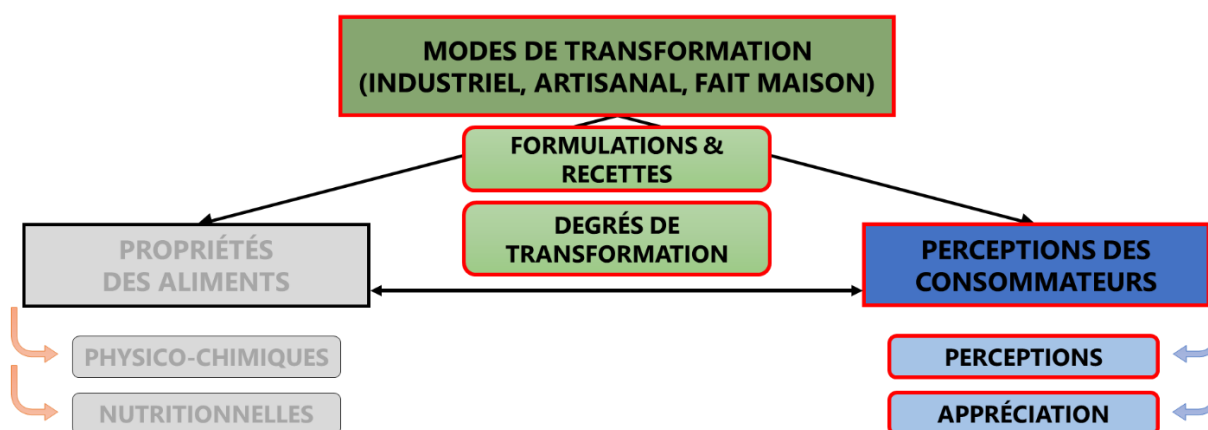 MODES DE TRANSFORMATION
(INDUSTRIEL, ARTISANAL, FAIT MAISON)
FORMULATIONS &
RECETTES
DEGRÉS DE
TRANSFORMATION
PROPRIÉTÉS
DES ALIMENTS
PERCEPTIONS DES
CONSOMMATEURS
PHYSICO-CHIMIQUES
PERCEPTIONS
NUTRITIONNELLES
APPRÉCIATION